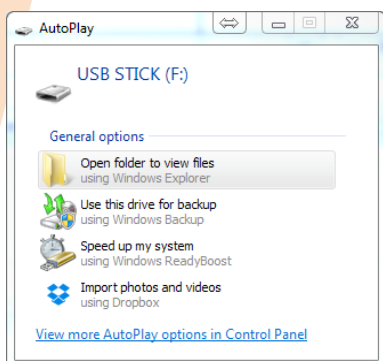 AutoPlay
USB STICK (F:)
General options
Open folder to view files
using Windows Explorer
Use this drive for backup
using Windows Backup
Speed up my system
using Windows ReadyBoost
Import photos and videos
using Dropbox
View more AutoPlay options in Control Panel